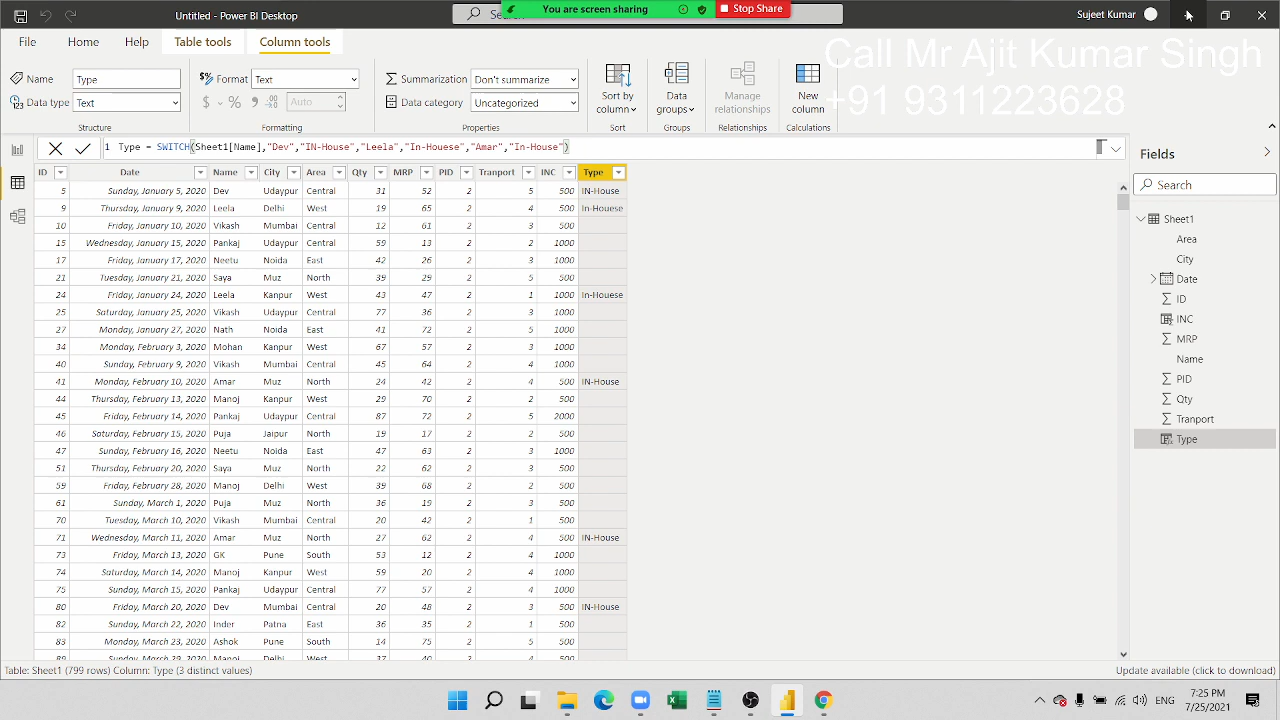 Untitled - Power BI Desktop
You are screen sharing
Stop Share
Sujeet Kumar
File Home Help Table tools Column tools
Call Mr Ajit Kumar Singh
+91 9311223628
Name Type
Format Text
Summarization Don't summarize
Data type Text
$ % Auto
Data category Uncategorized
Sort by column
Data groups
Manage relationships
New column
Structure Formatting Properties Sort Groups Relationships Calculations
1 Type = SWITCH(Sheet1[Name],"Dev","IN-House","Leela","In-Houese","Amar","In-House")
ID Date Name City Area Qty MRP PID Tranport INC Type
5 Sunday, January 5, 2020 Dev Udaypur Central 31 52 2 5 500 IN-House
9 Thursday, January 9, 2020 Leela Delhi West 19 65 2 4 500 In-Houese
10 Friday, January 10, 2020 Vikash Mumbai Central 12 61 2 3 500
15 Wednesday, January 15, 2020 Pankaj Udaypur Central 59 13 2 2 1000
17 Friday, January 17, 2020 Neetu Noida East 42 26 2 3 1000
21 Tuesday, January 21, 2020 Saya Muz North 39 29 2 5 500
24 Friday, January 24, 2020 Leela Kanpur West 43 47 2 1 1000 In-Houese
25 Saturday, January 25, 2020 Vikash Udaypur Central 77 36 2 3 1000
27 Monday, January 27, 2020 Nath Noida East 41 72 2 5 1000
34 Monday, February 3, 2020 Mohan Kanpur West 67 57 2 3 1000
40 Sunday, February 9, 2020 Vikash Mumbai Central 45 64 2 4 1000
41 Monday, February 10, 2020 Amar Muz North 24 42 2 4 500 IN-House
44 Thursday, February 13, 2020 Manoj Kanpur West 29 70 2 2 500
45 Friday, February 14, 2020 Pankaj Udaypur Central 87 72 2 5 2000
46 Saturday, February 15, 2020 Puja Jaipur North 19 17 2 2 500
47 Sunday, February 16, 2020 Neetu Noida East 47 63 2 3 1000
51 Thursday, February 20, 2020 Saya Muz North 22 62 2 3 500
59 Friday, February 28, 2020 Manoj Delhi West 39 68 2 2 500
61 Sunday, March 1, 2020 Puja Muz North 36 19 2 3 500
70 Tuesday, March 10, 2020 Vikash Mumbai Central 20 42 2 1 500
71 Wednesday, March 11, 2020 Amar Muz North 27 62 2 4 500 IN-House
73 Friday, March 13, 2020 GK Pune South 53 12 2 4 1000
74 Saturday, March 14, 2020 Manoj Kanpur West 59 20 2 4 1000
75 Sunday, March 15, 2020 Pankaj Udaypur Central 77 57 2 4 1000
80 Friday, March 20, 2020 Dev Mumbai Central 20 48 2 3 500 IN-House
82 Sunday, March 22, 2020 Inder Patna East 36 35 2 1 500
83 Monday, March 23, 2020 Ashok Pune South 14 75 2 5 500
Fields
Search
Sheet1
Area
City
Date
ID
INC
MRP
Name
PID
Qty
Tranport
Type
Table: Sheet1 (799 rows) Column: Type (3 distinct values)
Update available (click to download)
ENG
7:25 PM
7/25/2021